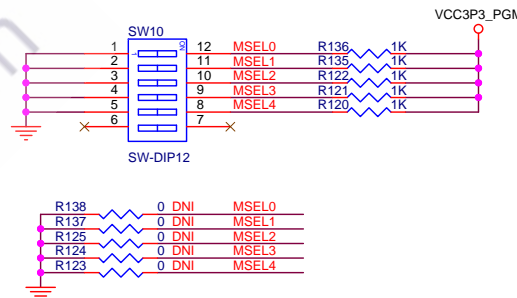 VCC3P3_PGM
SW10
ON
1 12 MSEL0 R136 1K
2 11 MSEL1 R135 1K
3 10 MSEL2 R122 1K
4 9 MSEL3 R121 1K
5 8 MSEL4 R120 1K
6 7
SW-DIP12
R138 0 DNI MSEL0
R137 0 DNI MSEL1
R125 0 DNI MSEL2
R124 0 DNI MSEL3
R123 0 DNI MSEL4